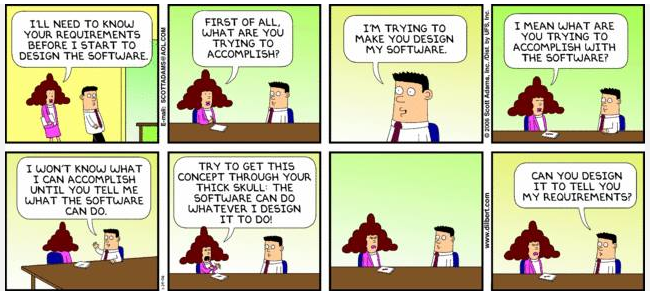 I'LL NEED TO KNOW
YOUR REQUIREMENTS
BEFORE I START TO
DESIGN THE SOFTWARE.
E-mail: SCOTTADAMS@AOL.COM
FIRST OF ALL,
WHAT ARE YOU
TRYING TO
ACCOMPLISH?
I'M TRYING TO
MAKE YOU DESIGN
MY SOFTWARE.
© 2006 Scott Adams, Inc./Dist. by UFS, Inc.
I MEAN WHAT ARE
YOU TRYING TO
ACCOMPLISH WITH
THE SOFTWARE?
I WON'T KNOW WHAT
I CAN ACCOMPLISH
UNTIL YOU TELL ME
WHAT THE SOFTWARE
CAN DO.
TRY TO GET THIS
CONCEPT THROUGH YOUR
THICK SKULL: THE
SOFTWARE CAN DO
WHATEVER I DESIGN
IT TO DO!
www.dilbert.com
CAN YOU DESIGN
IT TO TELL YOU
MY REQUIREMENTS?